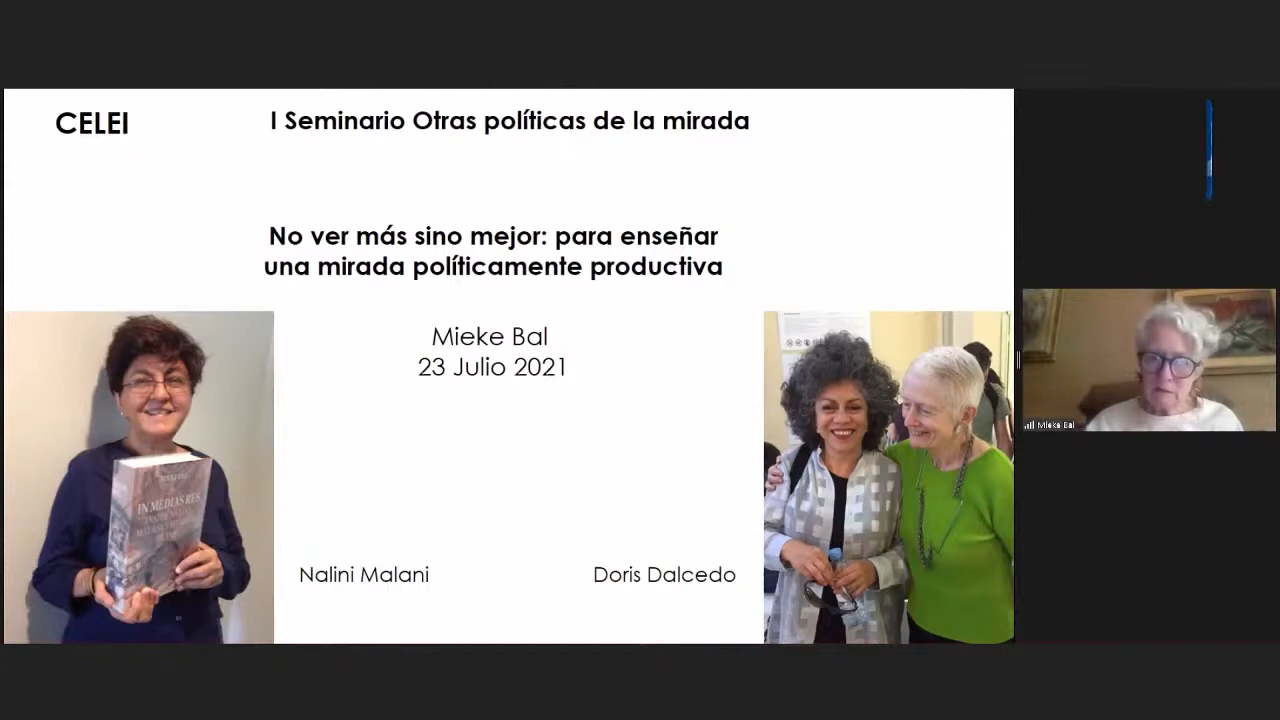 CELEI
I Seminario Otras políticas de la mirada
No ver más sino mejor: para enseñar
una mirada políticamente productiva
Mieke Bal
23 Julio 2021
IN MEDIAS RES
Nalini Malani
Doris Dalcedo
Mieke Bal